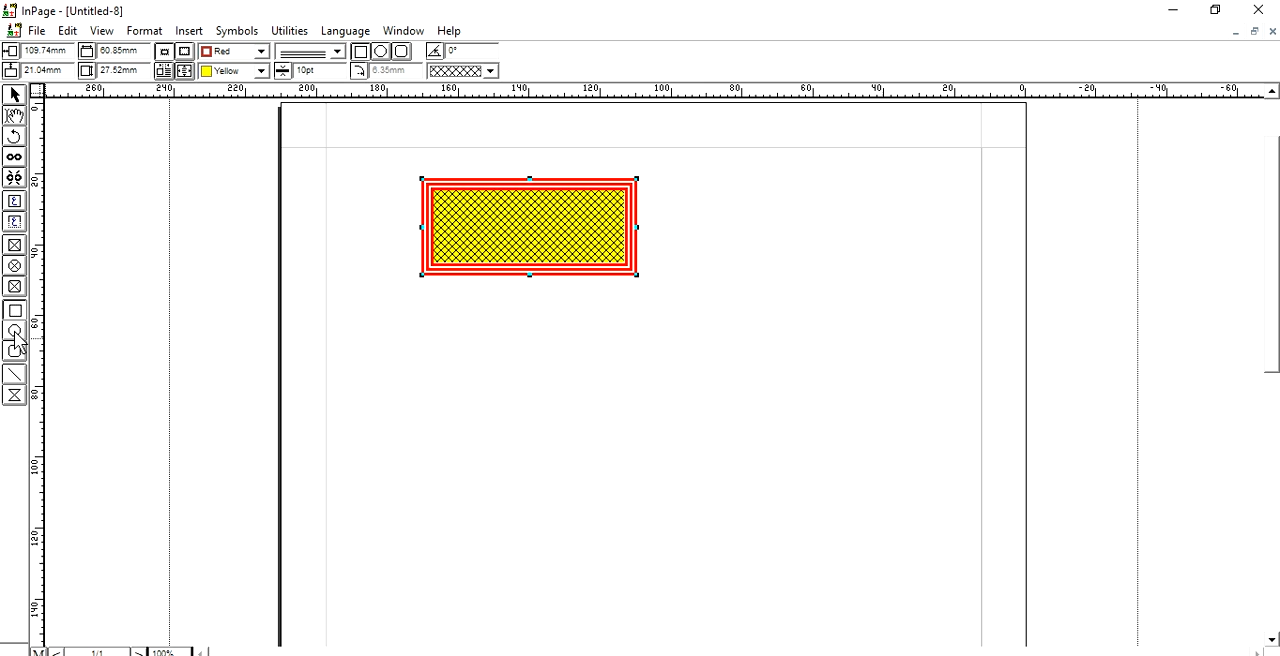 InPage - [Untitled-8]
File Edit View Format Insert Symbols Utilities Language Window Help
109.74mm 60.85mm Red 0°
21.04mm 27.52mm Yellow 10pt 6.35mm
260 240 220 200 180 160 140 120 100 80 60 40 20 0 -20 -40 -60
0
20
40
60
80
100
120
140
M < 1/1 > 100%